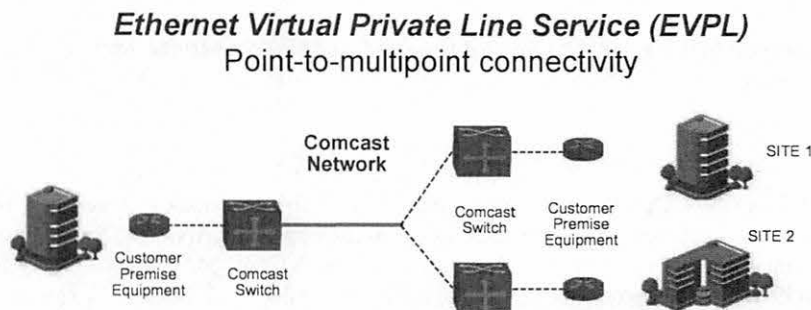 Ethernet Virtual Private Line Service (EVPL)
Point-to-multipoint connectivity
Comcast
Network
SITE 1
Comcast
Switch
Customer
Premise
Equipment
SITE 2
Customer
Premise
Equipment
Comcast
Switch